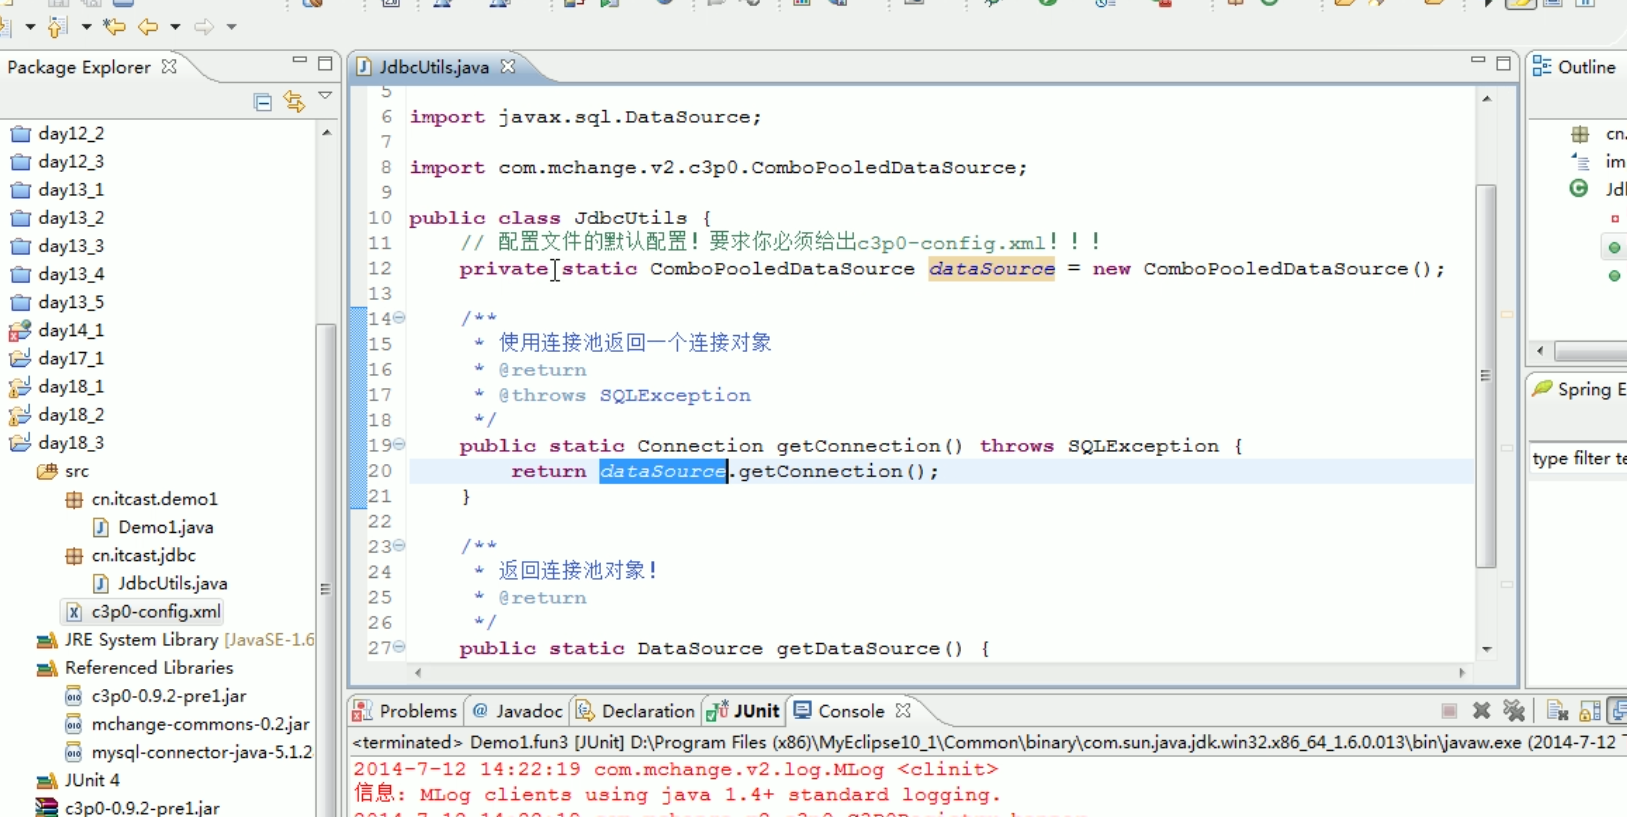 Package Explorer
day12_2
day12_3
day13_1
day13_2
day13_3
day13_4
day13_5
day14_1
day17_1
day18_1
day18_2
day18_3
src
cn.itcast.demo1
Demo1.java
cn.itcast.jdbc
JdbcUtils.java
c3p0-config.xml
JRE System Library [JavaSE-1.6
Referenced Libraries
c3p0-0.9.2-pre1.jar
mchange-commons-0.2.jar
mysql-connector-java-5.1.2
JUnit 4
c3p0-0.9.2-pre1.jar
JdbcUtils.java
5
6 import javax.sql.DataSource;
7
8 import com.mchange.v2.c3p0.ComboPooledDataSource;
9
10 public class JdbcUtils {
11 // 配置文件的默认配置！要求你必须给出c3p0-config.xml！！！
12 private static ComboPooledDataSource dataSource = new ComboPooledDataSource();
13
14 /**
15 * 使用连接池返回一个连接对象
16 * @return
17 * @throws SQLException
18 */
19 public static Connection getConnection() throws SQLException {
20 return dataSource.getConnection();
21 }
22
23 /**
24 * 返回连接池对象！
25 * @return
26 */
27 public static DataSource getDataSource() {
Outline
cn.
im
Jd
Spring E
type filter te
Problems @ Javadoc Declaration JUnit Console
<terminated> Demo1.fun3 [JUnit] D:\Program Files (x86)\MyEclipse10_1\Common\binary\com.sun.java.jdk.win32.x86_64_1.6.0.013\bin\javaw.exe (2014-7-12
2014-7-12 14:22:19 com.mchange.v2.log.MLog <clinit>
信息: MLog clients using java 1.4+ standard logging.